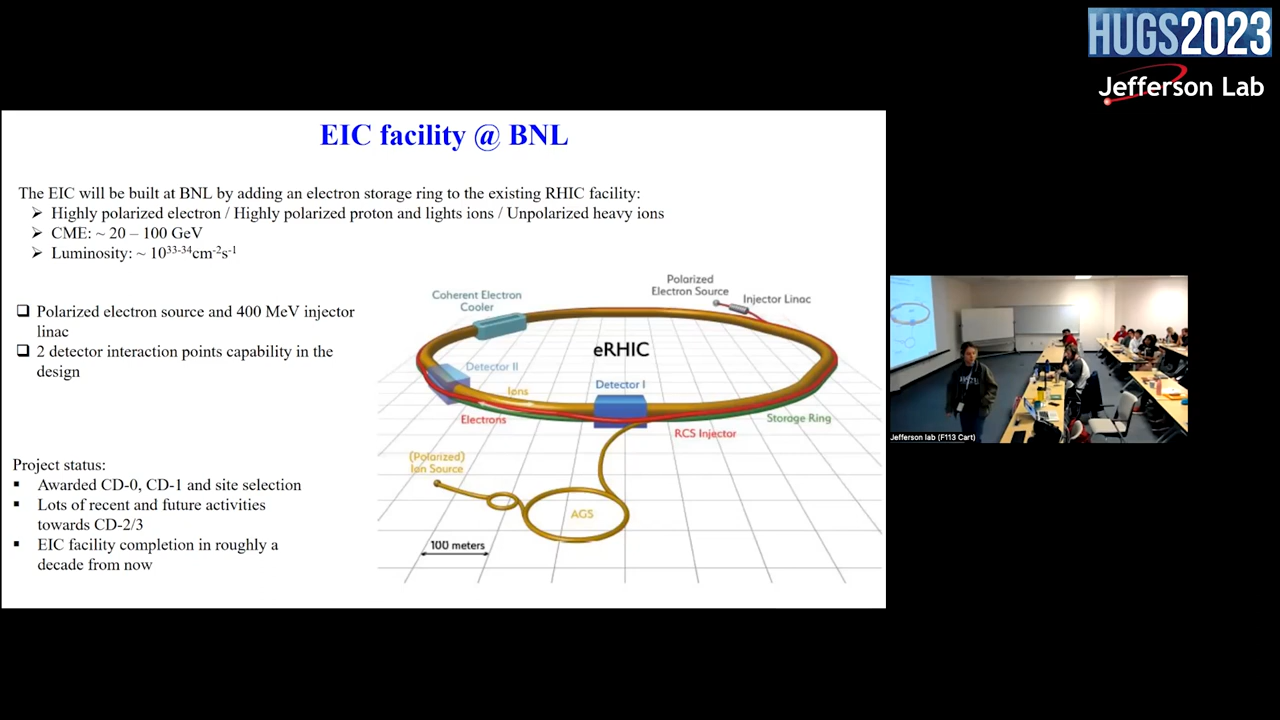 HUGS2023
Jefferson Lab
EIC facility @ BNL
The EIC will be built at BNL by adding an electron storage ring to the existing RHIC facility:
➢ Highly polarized electron / Highly polarized proton and lights ions / Unpolarized heavy ions
➢ CME: ~ 20 – 100 GeV
➢ Luminosity: ~ 10³³⁻³⁴cm⁻²s⁻¹
❑ Polarized electron source and 400 MeV injector
linac
❑ 2 detector interaction points capability in the
design
Project status:
▪ Awarded CD-0, CD-1 and site selection
▪ Lots of recent and future activities
towards CD-2/3
▪ EIC facility completion in roughly a
decade from now
Polarized
Electron Source
Injector Linac
Coherent Electron
Cooler
eRHIC
Detector II
Ions
Detector I
Electrons
Storage Ring
RCS Injector
(Polarized)
Ion Source
AGS
100 meters
Jefferson lab (F113 Cart)